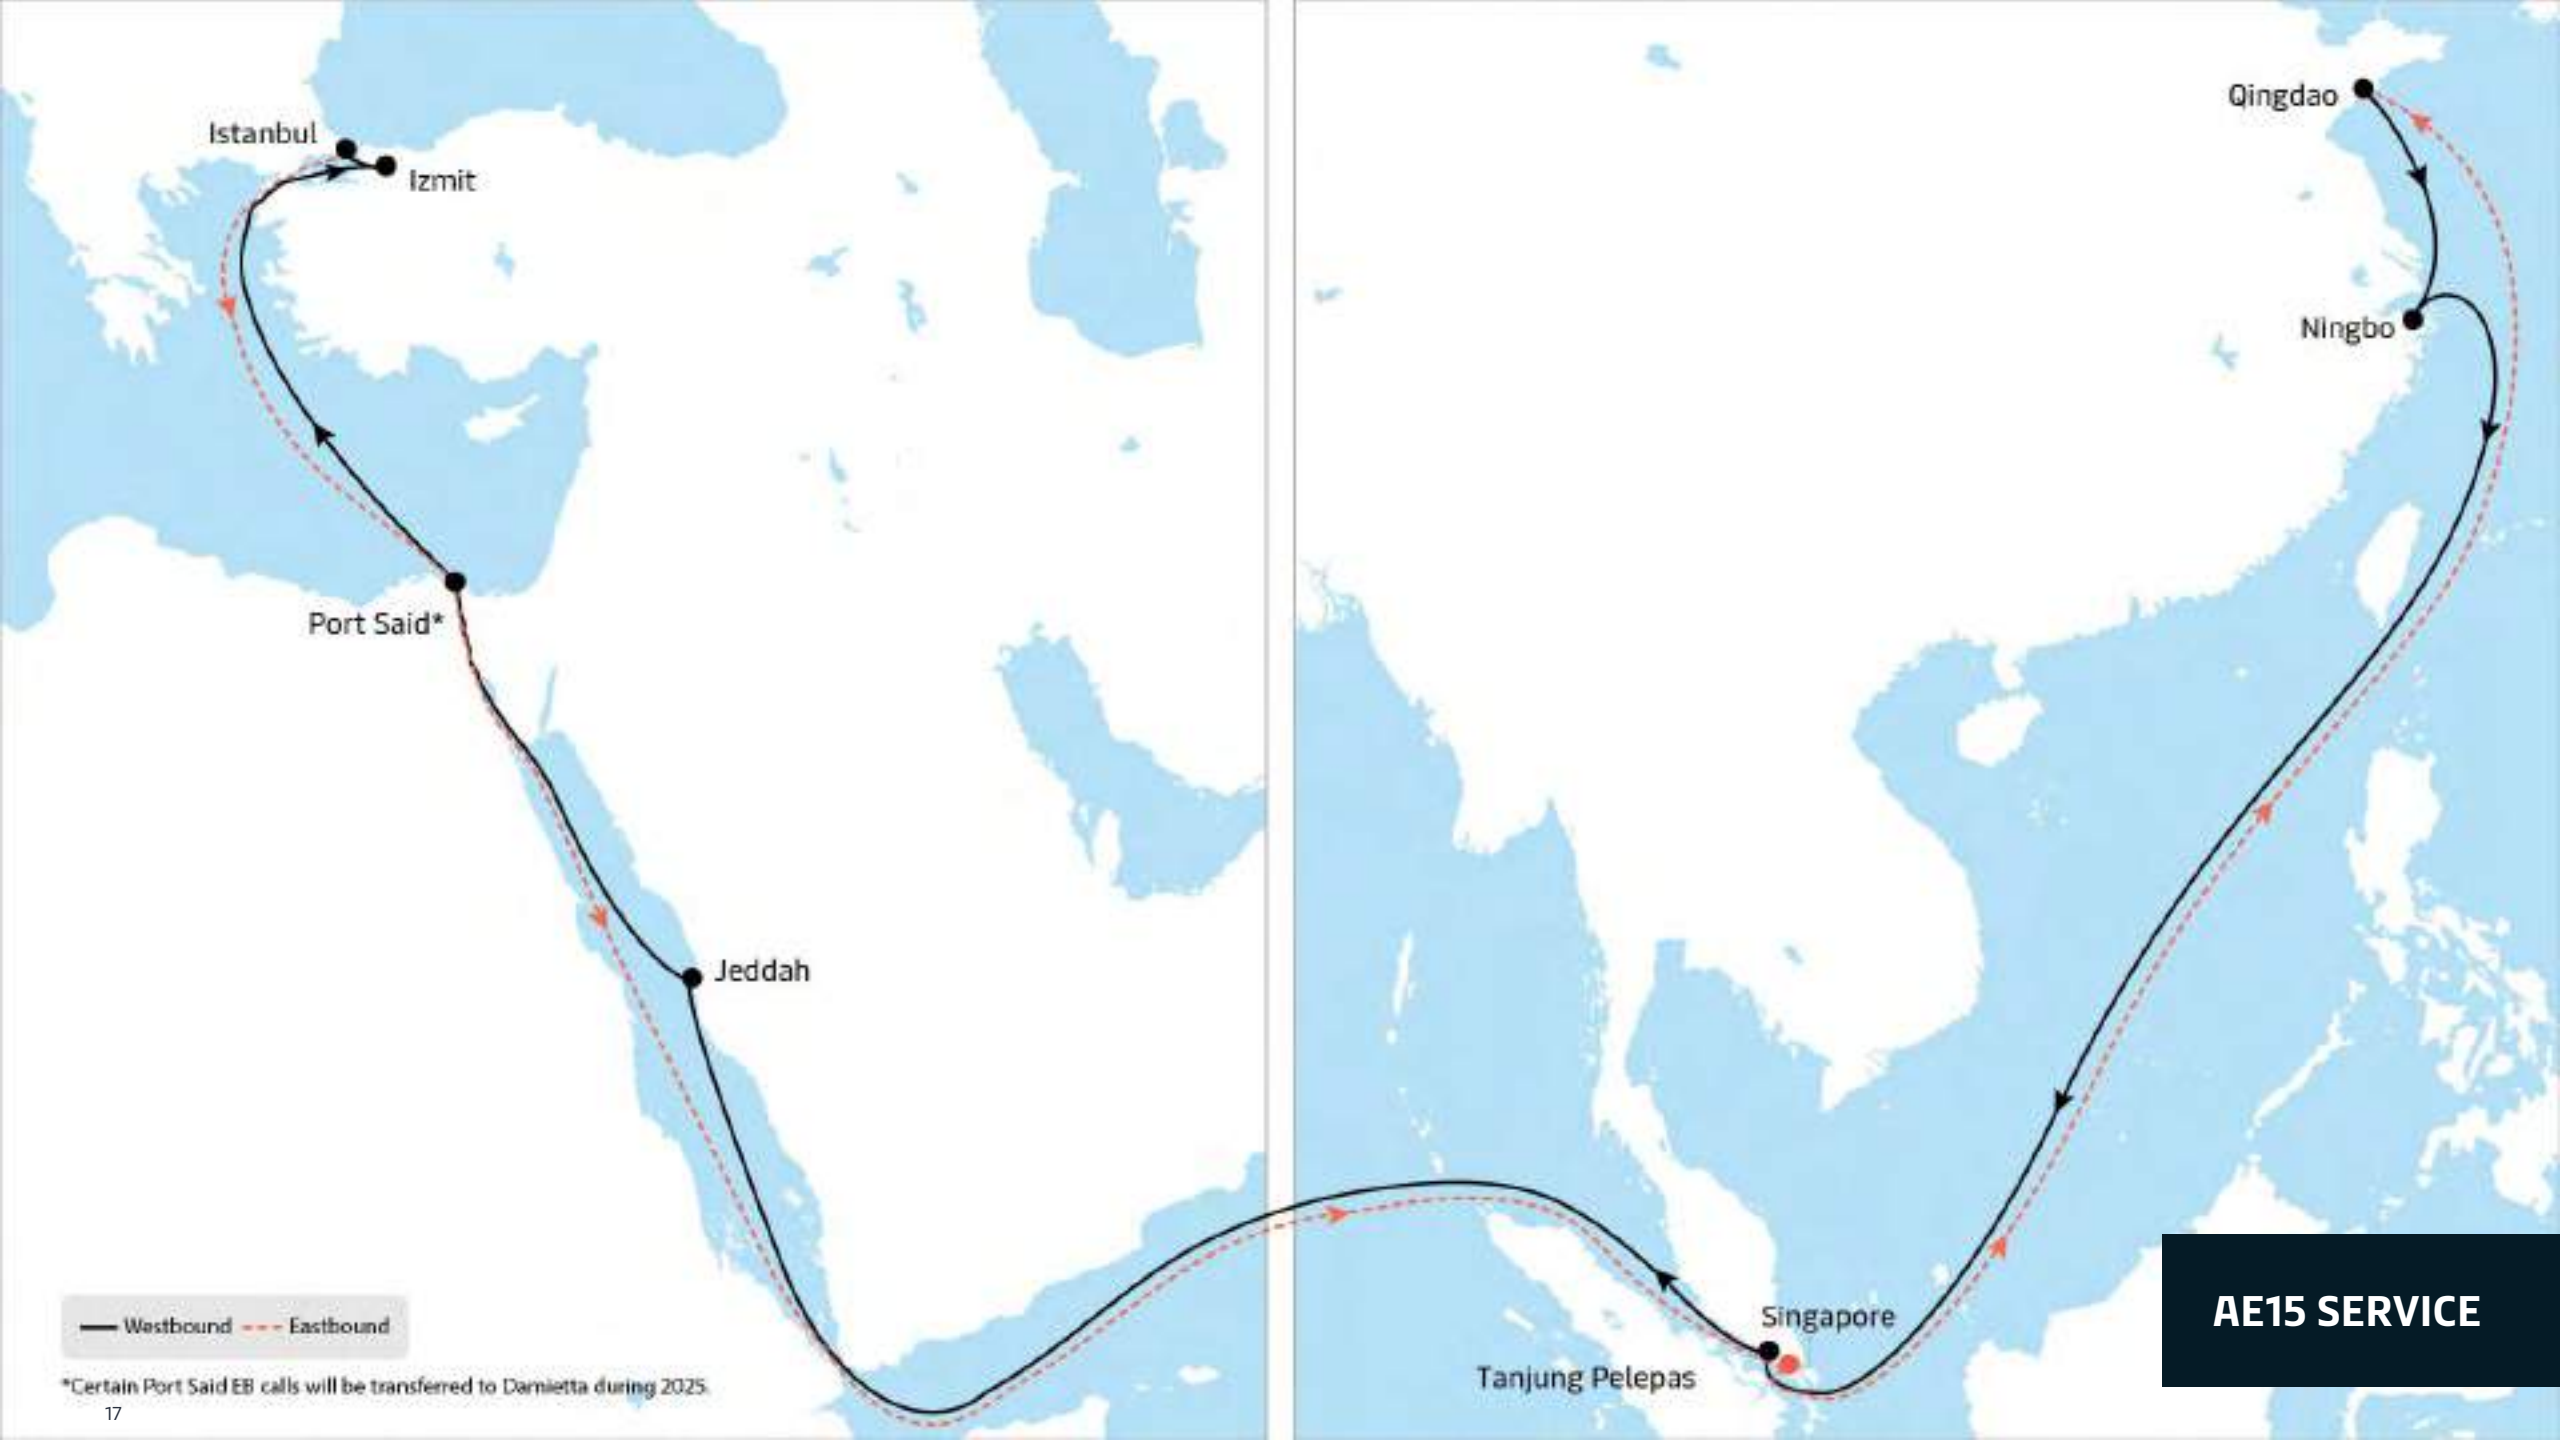 Istanbul
Izmit
Port Said*
Jeddah
Qingdao
Ningbo
Singapore
Tanjung Pelepas
Westbound Eastbound
*Certain Port Said EB calls will be transferred to Damietta during 2025.
17
AE15 SERVICE